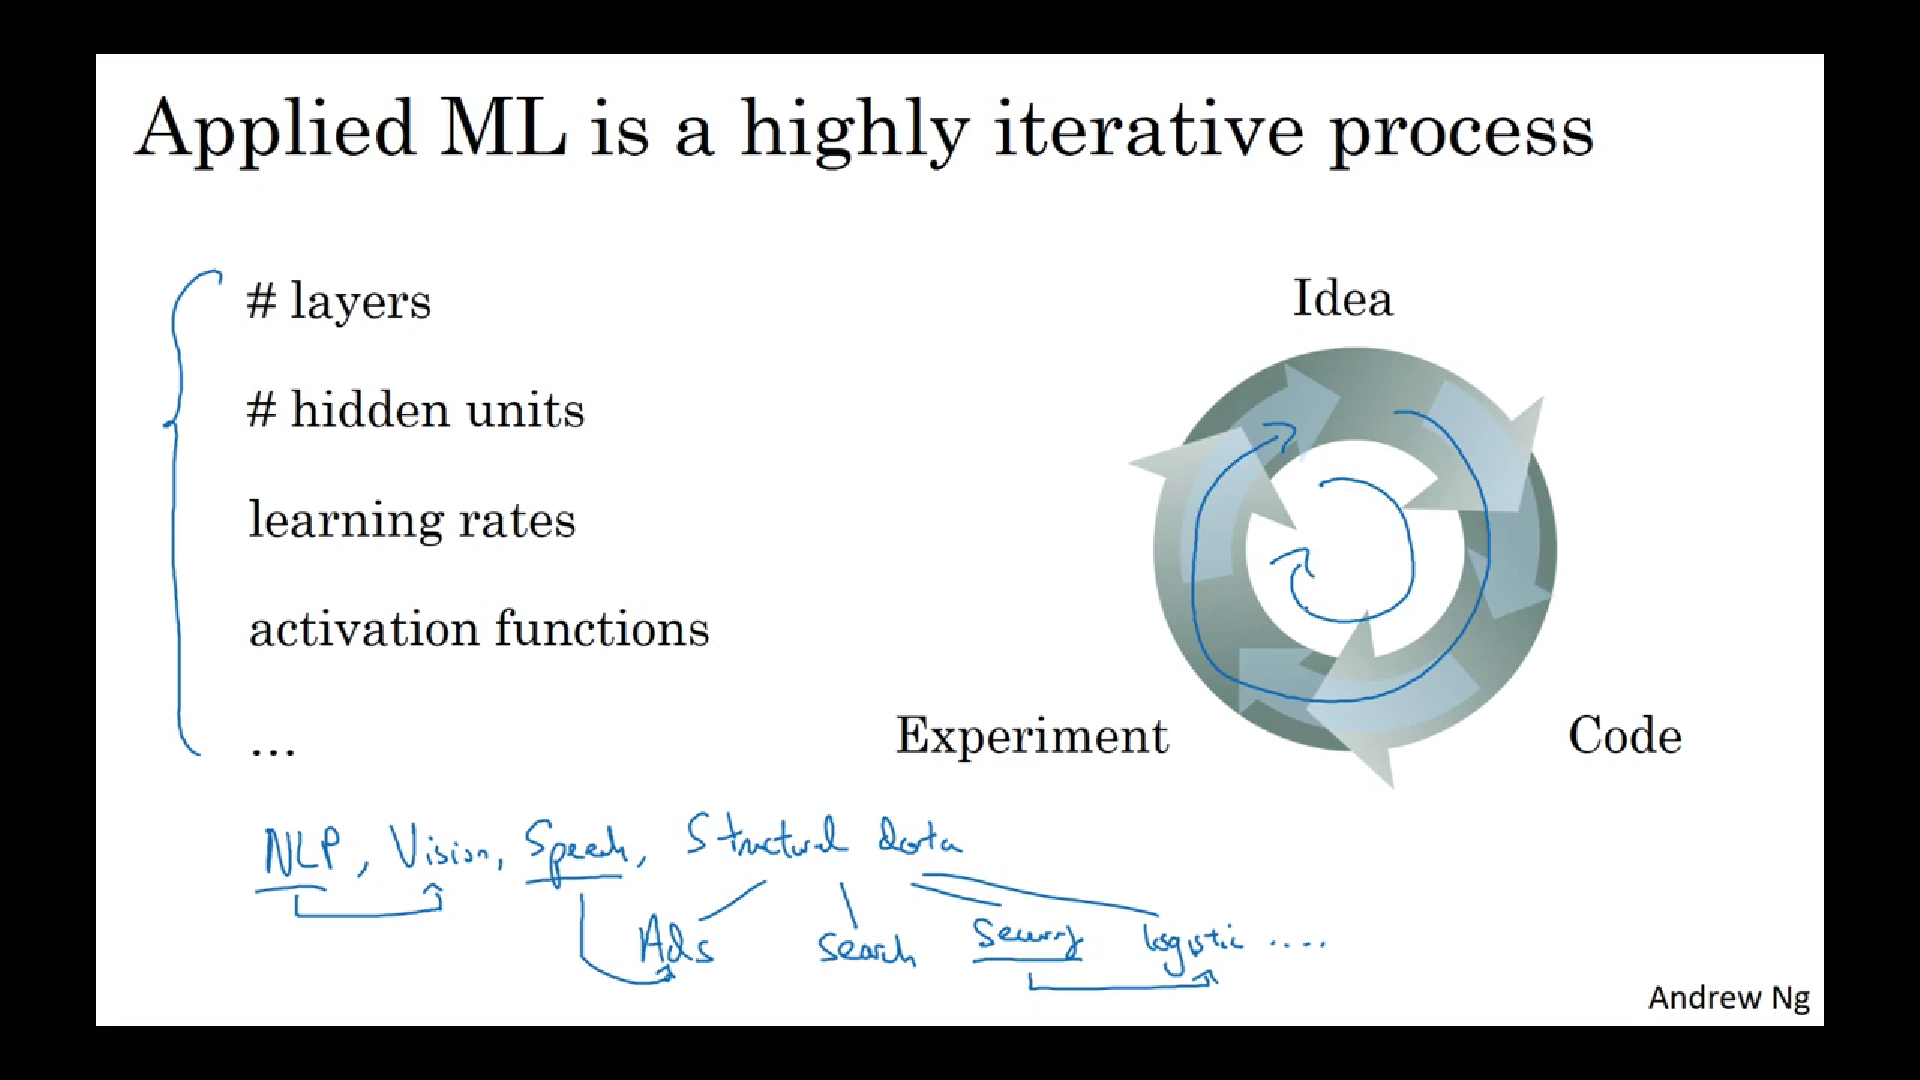 Applied ML is a highly iterative process
# layers
# hidden units
learning rates
activation functions
...
Idea
Experiment
Code
NLP, Vision, Speech, Structural data
Ads search Security logistic ....
Andrew Ng